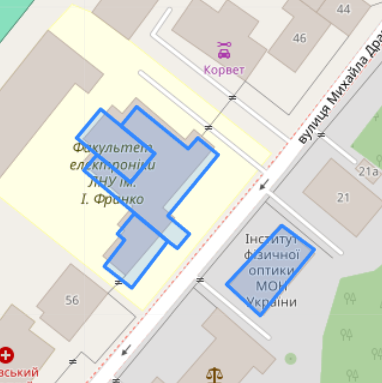 44
46
Корвет
вулиця Михайла Дра
Факультет
електроніки
ЛНУ ім.
І. Франко
21а
21
Інститут
фізичної
оптики
МОН
України
56
вський